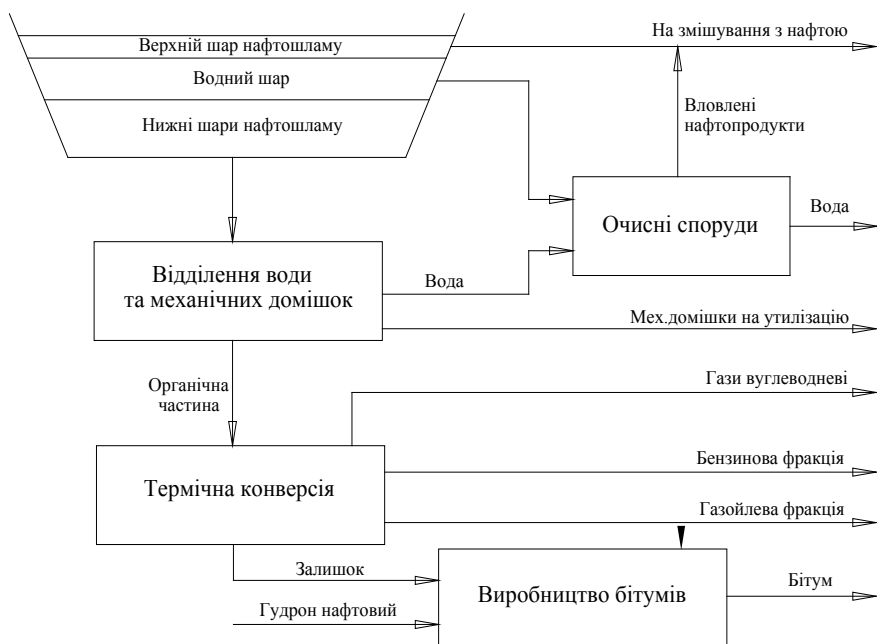 Верхній шар нафтошламу
На змішування з нафтою
Водний шар
Нижні шари нафтошламу
Вловлені
нафтопродукти
Очисні споруди
Вода
Відділення води
та механічних домішок
Вода
Мех.домішки на утилізацію
Органічна
частина
Гази вуглеводневі
Термічна конверсія
Бензинова фракція
Газойлева фракція
Залишок
Виробництво бітумів
Бітум
Гудрон нафтовий